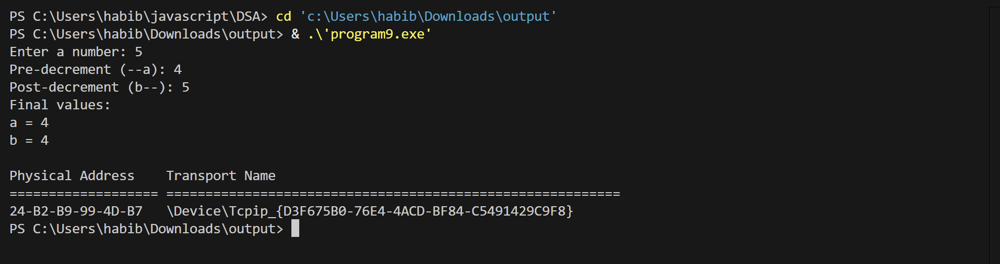 PS C:\Users\habib\javascript\DSA> cd 'c:\Users\habib\Downloads\output'
PS C:\Users\habib\Downloads\output> & .\'program9.exe'
Enter a number: 5
Pre-decrement (--a): 4
Post-decrement (b--): 5
Final values:
a = 4
b = 4

Physical Address    Transport Name
=================== ==========================================================
24-B2-B9-99-4D-B7   \Device\Tcpip_{D3F675B0-76E4-4ACD-BF84-C5491429C9F8}
PS C:\Users\habib\Downloads\output>